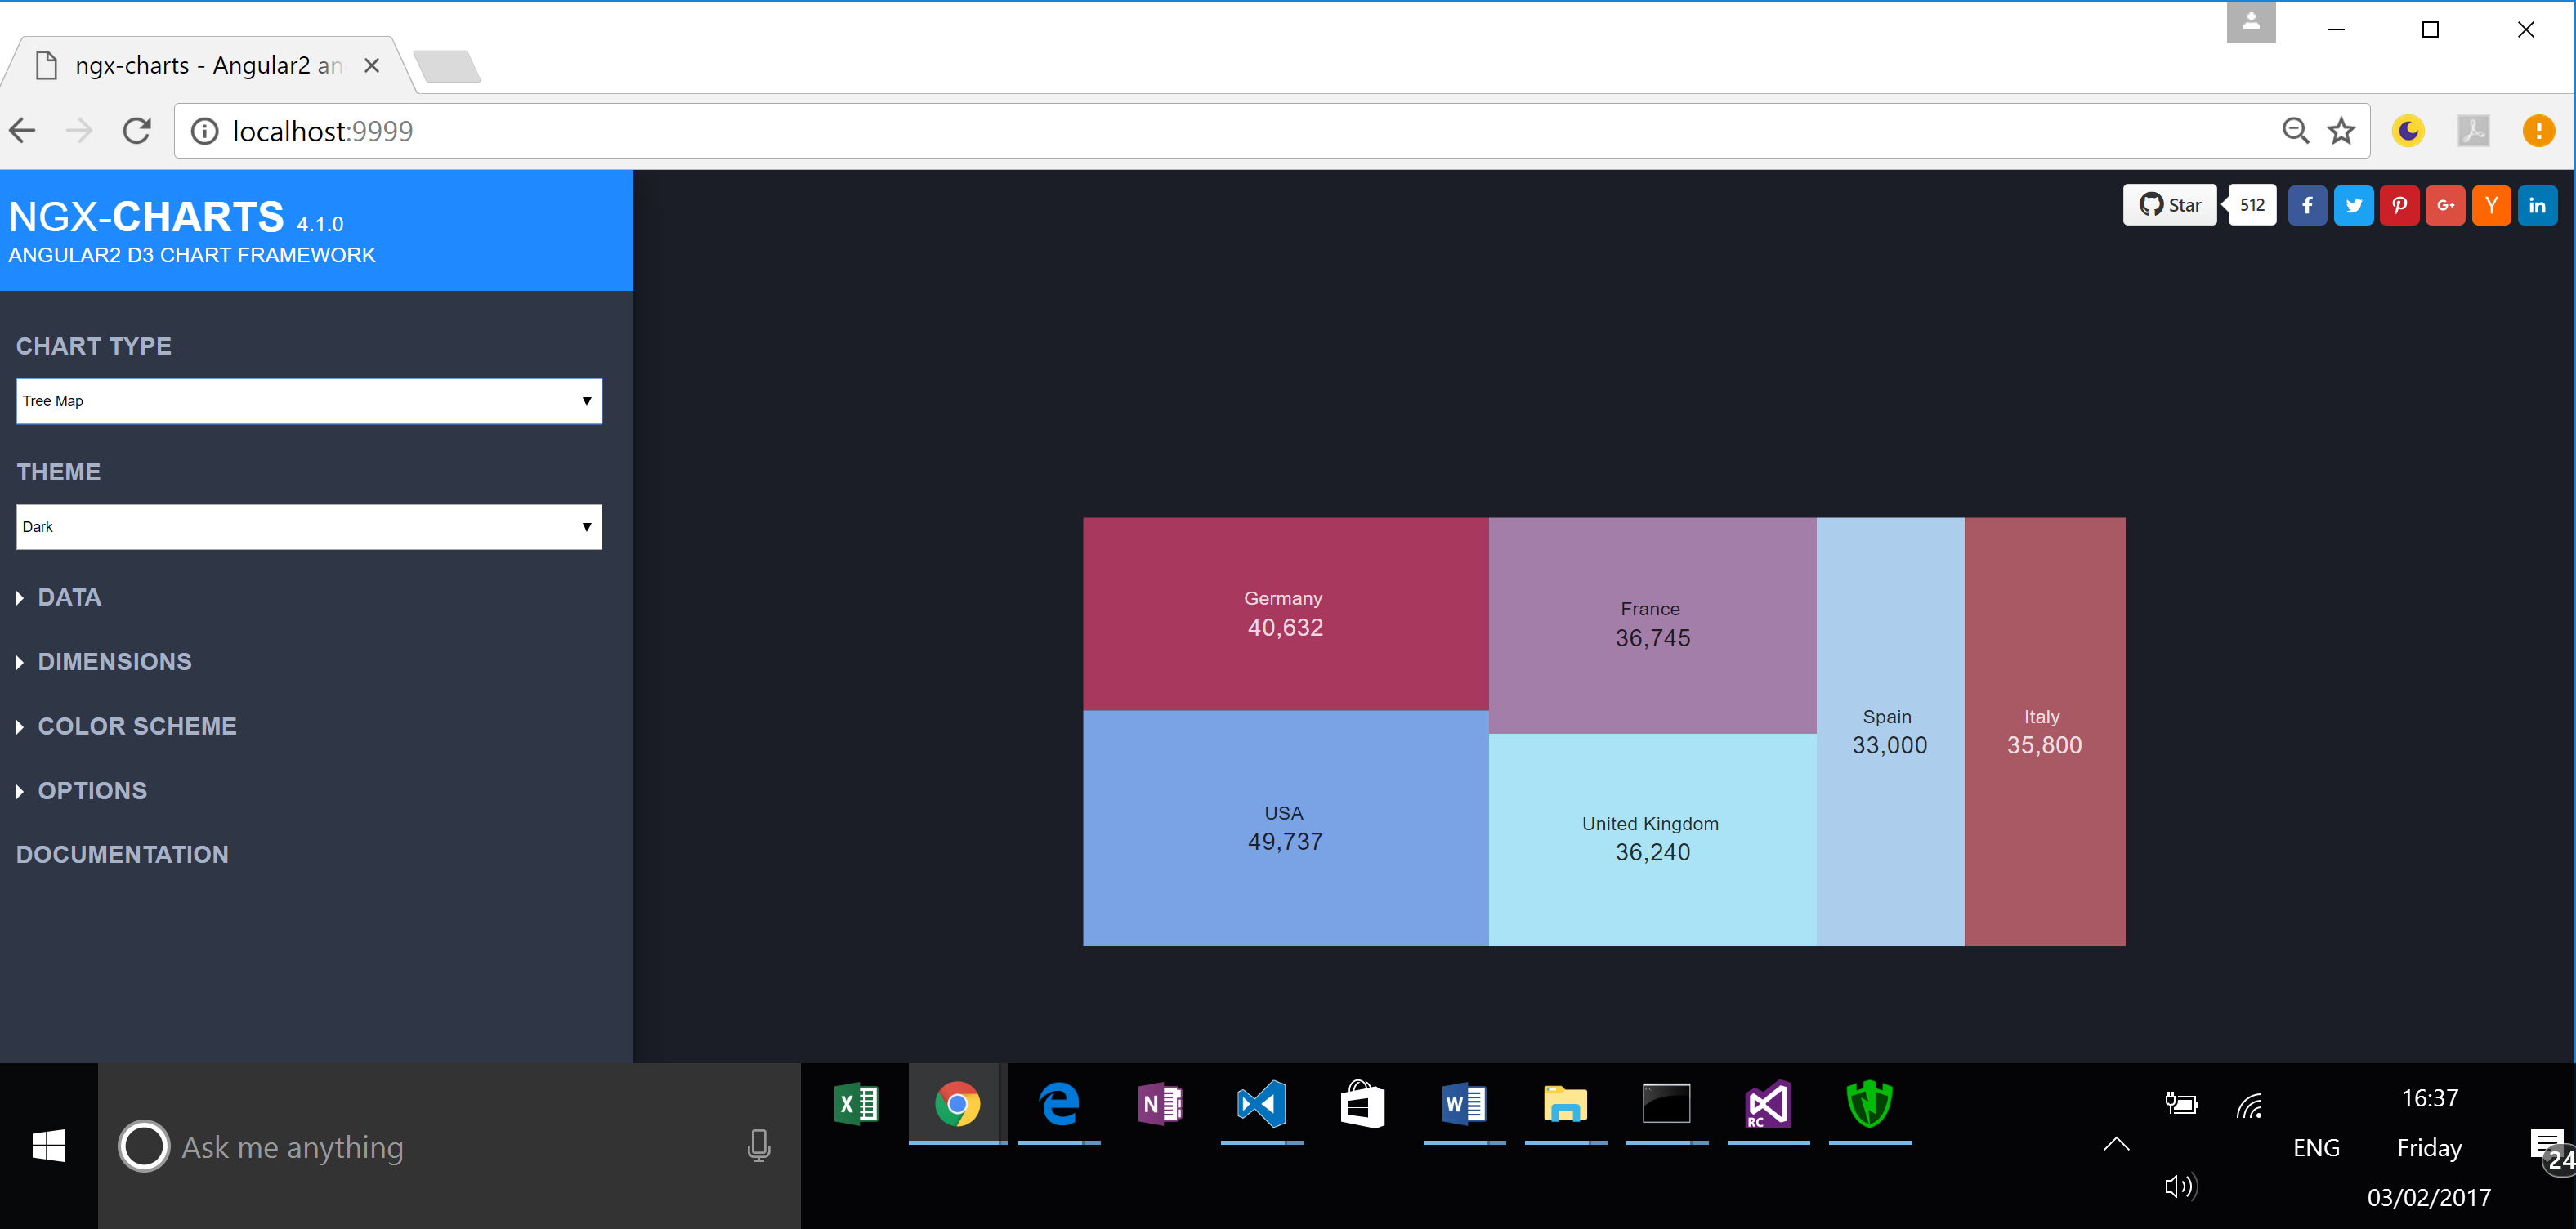 ngx-charts - Angular2 an
localhost:9999
NGX-CHARTS 4.1.0
ANGULAR2 D3 CHART FRAMEWORK
Star
512
CHART TYPE
Tree Map
THEME
Dark
DATA
DIMENSIONS
COLOR SCHEME
OPTIONS
DOCUMENTATION
Germany
40,632
France
36,745
Spain
33,000
Italy
35,800
USA
49,737
United Kingdom
36,240
Ask me anything
16:37
ENG
Friday
24
03/02/2017